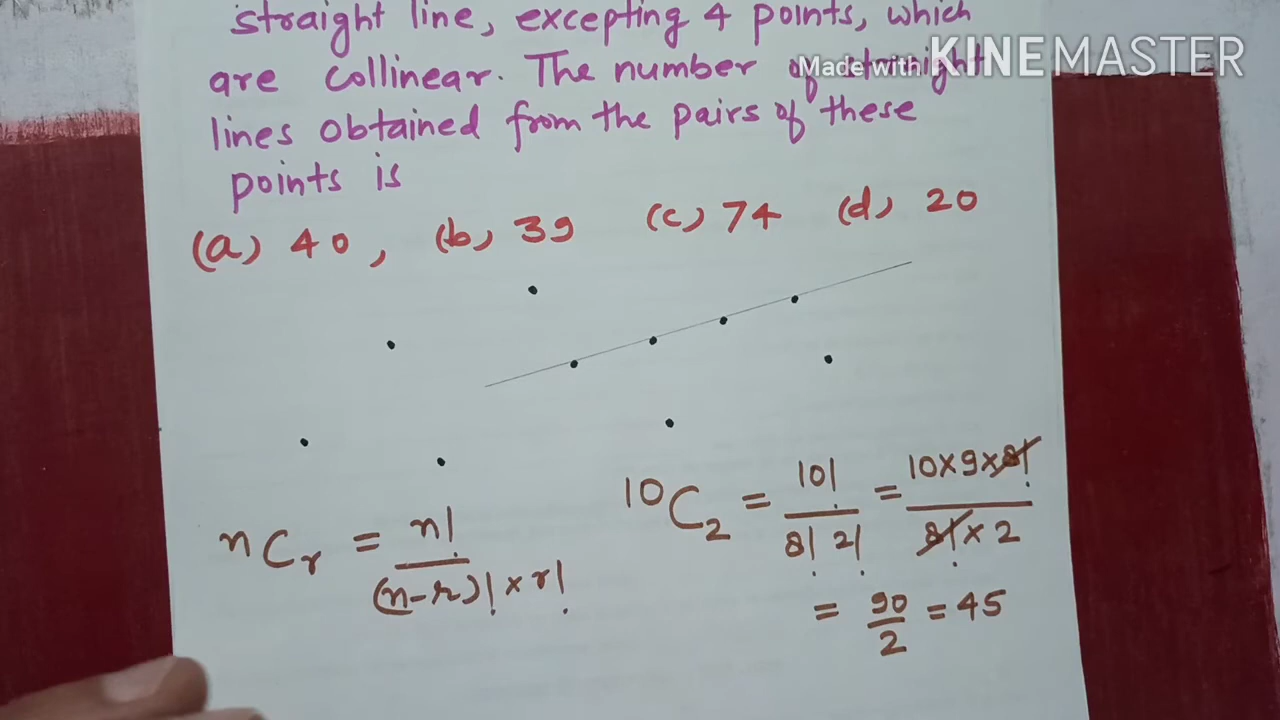 straight line, excepting 4 points, which
Made with KINEMASTER
are collinear. The number of straight
lines obtained from the pairs of these
points is
(a) 40, (b) 39 (c) 74 (d) 20
ⁿCᵣ = n! / (n-r)! × r!
¹⁰C₂ = 10! / 8! 2! = 10×9×8! / 8!×2
= 90/2 = 45